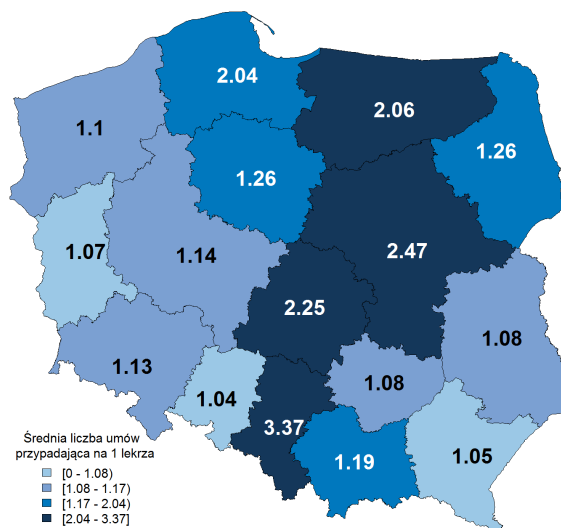 2.04
2.06
1.1
1.26
1.26
1.07
1.14
2.47
2.25
1.13
1.08
1.08
1.04
3.37
1.19
1.05
Średnia liczba umów
przypadająca na 1 lekrza
[0 - 1.08)
[1.08 - 1.17)
[1.17 - 2.04)
[2.04 - 3.37]